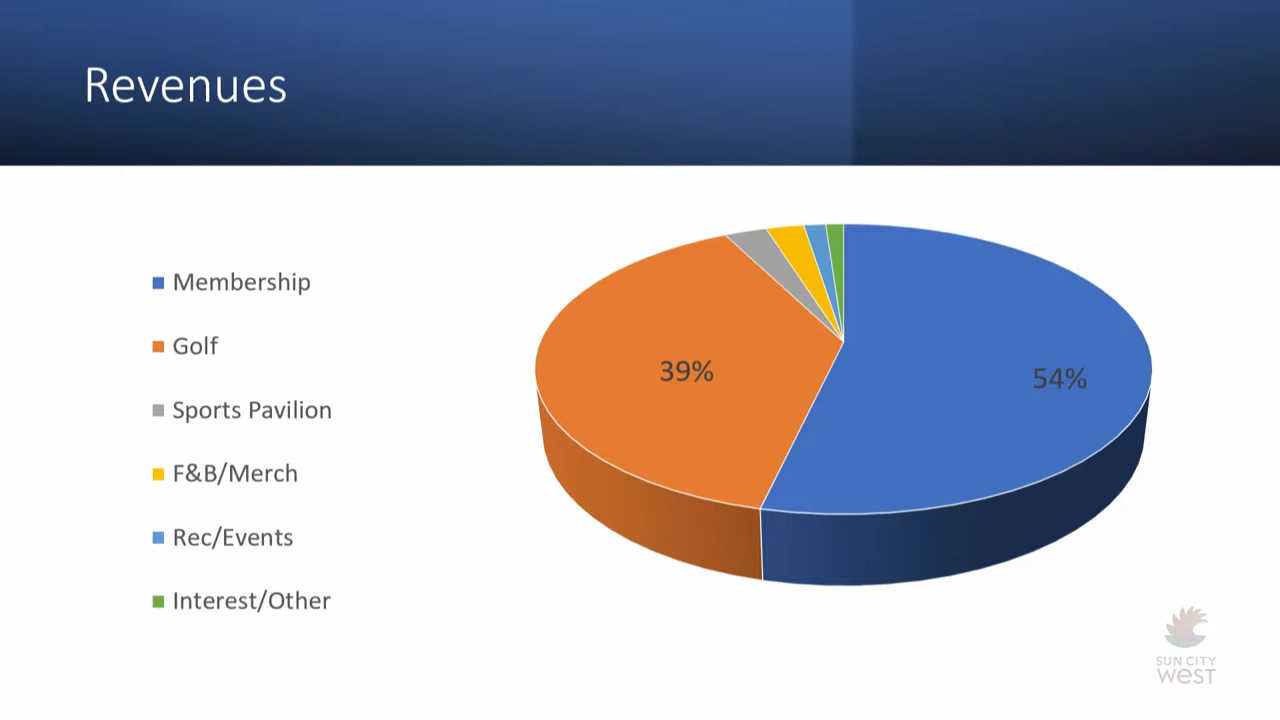 Revenues
Membership
Golf
Sports Pavilion
F&B/Merch
Rec/Events
Interest/Other
39%
54%
SUN CITY
west